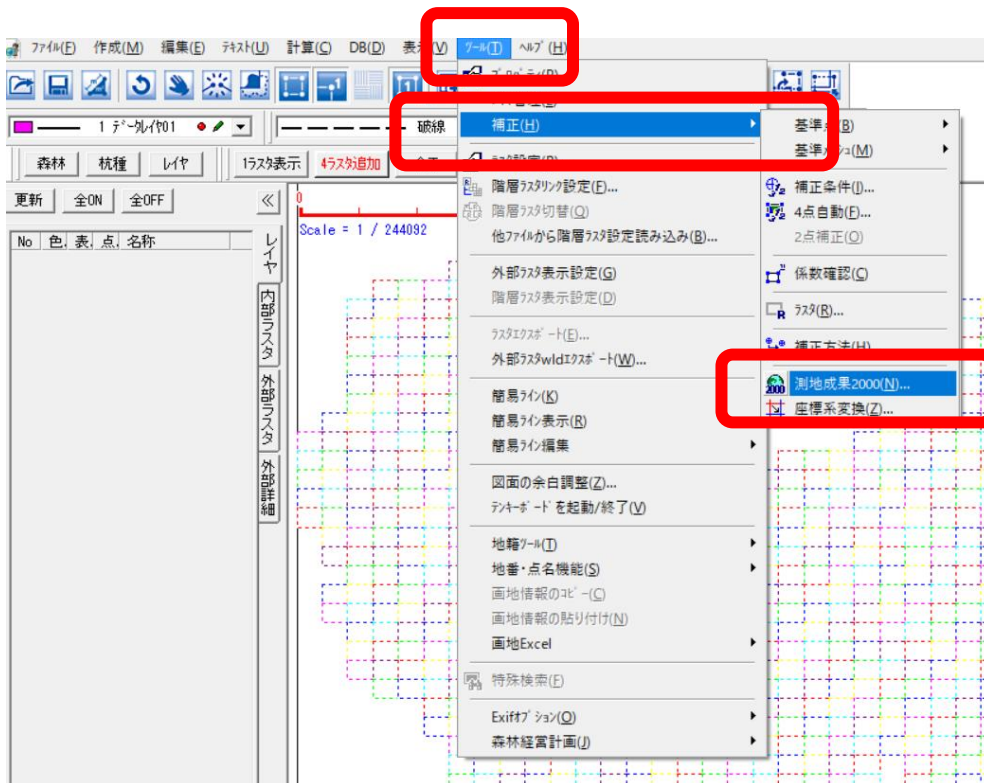 ファイル(F) 作成(M) 編集(E) テキスト(U) 計算(C) DB(D) 表示(V) ツール(T) ヘルプ(H)
1 データレイヤ01
破線
森林 杭種 レイヤ 1ラスタ表示 4ラスタ追加
更新 全ON 全OFF
No 色. 表. 点. 名称
レイヤ
内部ラスタ
外部ラスタ
外部詳細
0
Scale = 1 / 244092
補正(H)
階層ラスタリンク設定(F)...
階層ラスタ切替(Q)
他ファイルから階層ラスタ設定読み込み(B)...
外部ラスタ表示設定(G)
階層ラスタ表示設定(D)
ラスタエクスポート(E)...
外部ラスタwldエクスポート(W)...
簡易ライン(K)
簡易ライン表示(R)
簡易ライン編集
図面の余白調整(Z)...
テンキーボードを起動/終了(V)
地籍ツール(T)
地番・点名機能(S)
画地情報のコピー(C)
画地情報の貼り付け(N)
画地Excel
特殊検索(F)
Exifオプション(O)
森林経営計画(J)
基準点(B)
基準メッシュ(M)
補正条件(J)...
4点自動(F)...
2点補正(O)
係数確認(C)
ラスタ(R)...
補正方法(H)
測地成果2000(N)...
座標系変換(Z)...